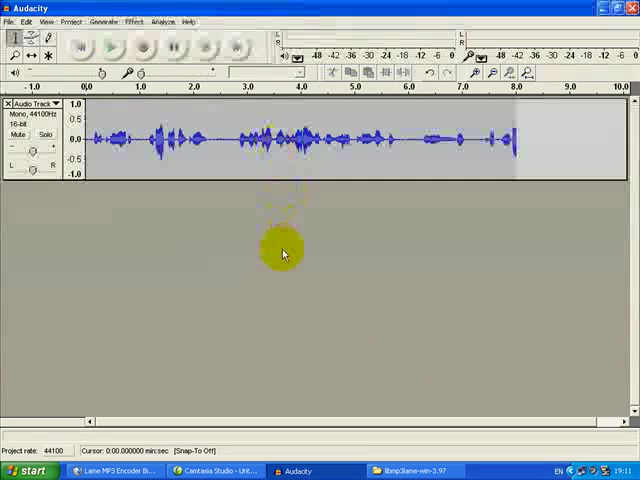 Audacity
File Edit View Project Generate Effect Analyze Help
L
R
-48 -42 -36 -30 -24 -18 -12 -6 0
L
R
-48 -42 -36 -30 -24 -18 -12 -6 0
-1.0 0.0 1.0 2.0 3.0 4.0 5.0 6.0 7.0 8.0 9.0 10.0
Audio Track
Mono, 44100Hz
16-bit
Mute Solo
- +
L R
1.0
0.5
0.0
-0.5
-1.0
Project rate: 44100 Cursor: 0:00.000000 min:sec [Snap-To Off]
start Lame MP3 Encoder Bi... Camtasia Studio - Unt... Audacity libmp3lame-win-3.97 EN 19:11